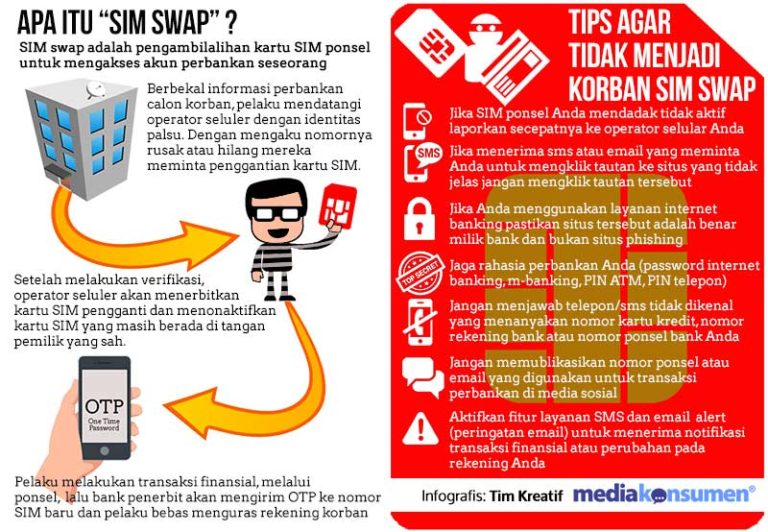 APA ITU “SIM SWAP” ?
SIM swap adalah pengambilalihan kartu SIM ponsel
untuk mengakses akun perbankan seseorang
Berbekal informasi perbankan
calon korban, pelaku mendatangi
operator seluler dengan identitas
palsu. Dengan mengaku nomornya
rusak atau hilang mereka
meminta penggantian kartu SIM.
Setelah melakukan verifikasi,
operator seluler akan menerbitkan
kartu SIM pengganti dan menonaktifkan
kartu SIM yang masih berada di tangan
pemilik yang sah.
OTP
One Time
Password
Pelaku melakukan transaksi finansial, melalui
ponsel, lalu bank penerbit akan mengirim OTP ke nomor
SIM baru dan pelaku bebas menguras rekening korban
TIPS AGAR
TIDAK MENJADI
KORBAN SIM SWAP
Jika SIM ponsel Anda mendadak tidak aktif
laporkan secepatnya ke operator selular Anda
SMS
Jika menerima sms atau email yang meminta
Anda untuk mengklik tautan ke situs yang tidak
jelas jangan mengklik tautan tersebut
Jika Anda menggunakan layanan internet
banking pastikan situs tersebut adalah benar
milik bank dan bukan situs phishing
TOP SECRET
Jaga rahasia perbankan Anda (password internet
banking, m-banking, PIN ATM, PIN telepon)
Jangan menjawab telepon/sms tidak dikenal
yang menanyakan nomor kartu kredit, nomor
rekening bank atau nomor ponsel bank Anda
Jangan memublikasikan nomor ponsel atau
email yang digunakan untuk transaksi
perbankan di media sosial
Aktifkan fitur layanan SMS dan email alert
(peringatan email) untuk menerima notifikasi
transaksi finansial atau perubahan pada
rekening Anda
Infografis: Tim Kreatif mediakonsumen®